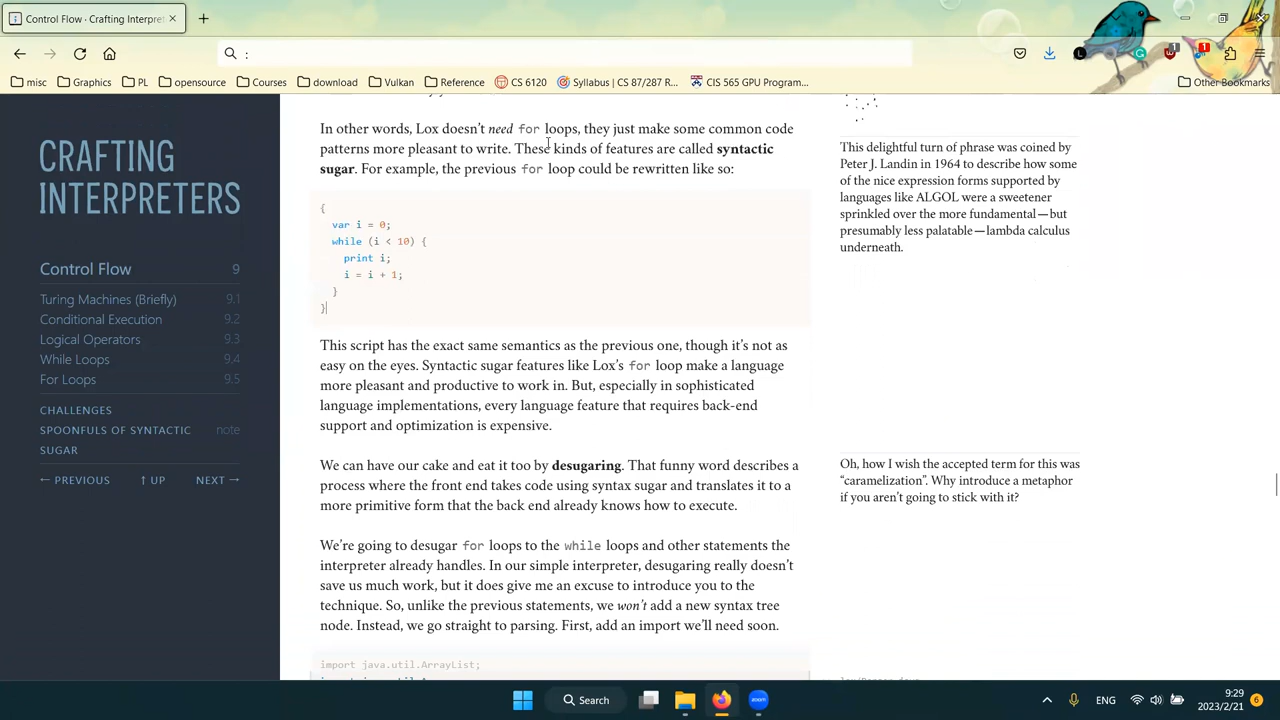 Control Flow · Crafting Interpret
:
misc
Graphics
PL
opensource
Courses
download
Vulkan
Reference
CS 6120
Syllabus | CS 87/287 R...
CIS 565 GPU Program...
Other Bookmarks
CRAFTING
INTERPRETERS
Control Flow 9
Turing Machines (Briefly) 9.1
Conditional Execution 9.2
Logical Operators 9.3
While Loops 9.4
For Loops 9.5
CHALLENGES
SPOONFULS OF SYNTACTIC note
SUGAR
← PREVIOUS ↑ UP NEXT →
In other words, Lox doesn't need for loops, they just make some common code
patterns more pleasant to write. These kinds of features are called syntactic
sugar. For example, the previous for loop could be rewritten like so:
{
var i = 0;
while (i < 10) {
print i;
i = i + 1;
}
}
This script has the exact same semantics as the previous one, though it's not as
easy on the eyes. Syntactic sugar features like Lox's for loop make a language
more pleasant and productive to work in. But, especially in sophisticated
language implementations, every language feature that requires back-end
support and optimization is expensive.
We can have our cake and eat it too by desugaring. That funny word describes a
process where the front end takes code using syntax sugar and translates it to a
more primitive form that the back end already knows how to execute.
We're going to desugar for loops to the while loops and other statements the
interpreter already handles. In our simple interpreter, desugaring really doesn't
save us much work, but it does give me an excuse to introduce you to the
technique. So, unlike the previous statements, we won't add a new syntax tree
node. Instead, we go straight to parsing. First, add an import we'll need soon.
import java.util.ArrayList;
This delightful turn of phrase was coined by
Peter J. Landin in 1964 to describe how some
of the nice expression forms supported by
languages like ALGOL were a sweetener
sprinkled over the more fundamental—but
presumably less palatable—lambda calculus
underneath.
Oh, how I wish the accepted term for this was
“caramelization”. Why introduce a metaphor
if you aren't going to stick with it?
Search
zoom
ENG
9:29
2023/2/21
6